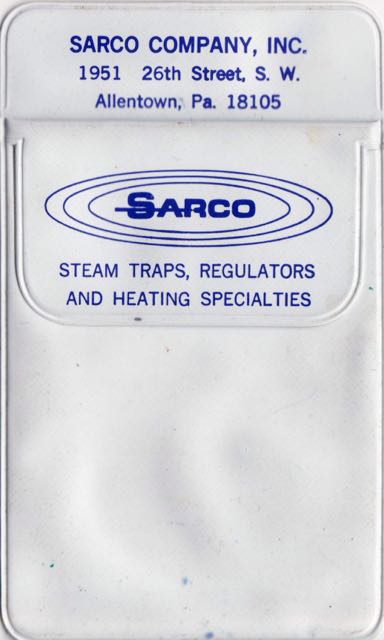 SARCO COMPANY, INC.
1951 26th Street, S. W.
Allentown, Pa. 18105
SARCO
STEAM TRAPS, REGULATORS
AND HEATING SPECIALTIES